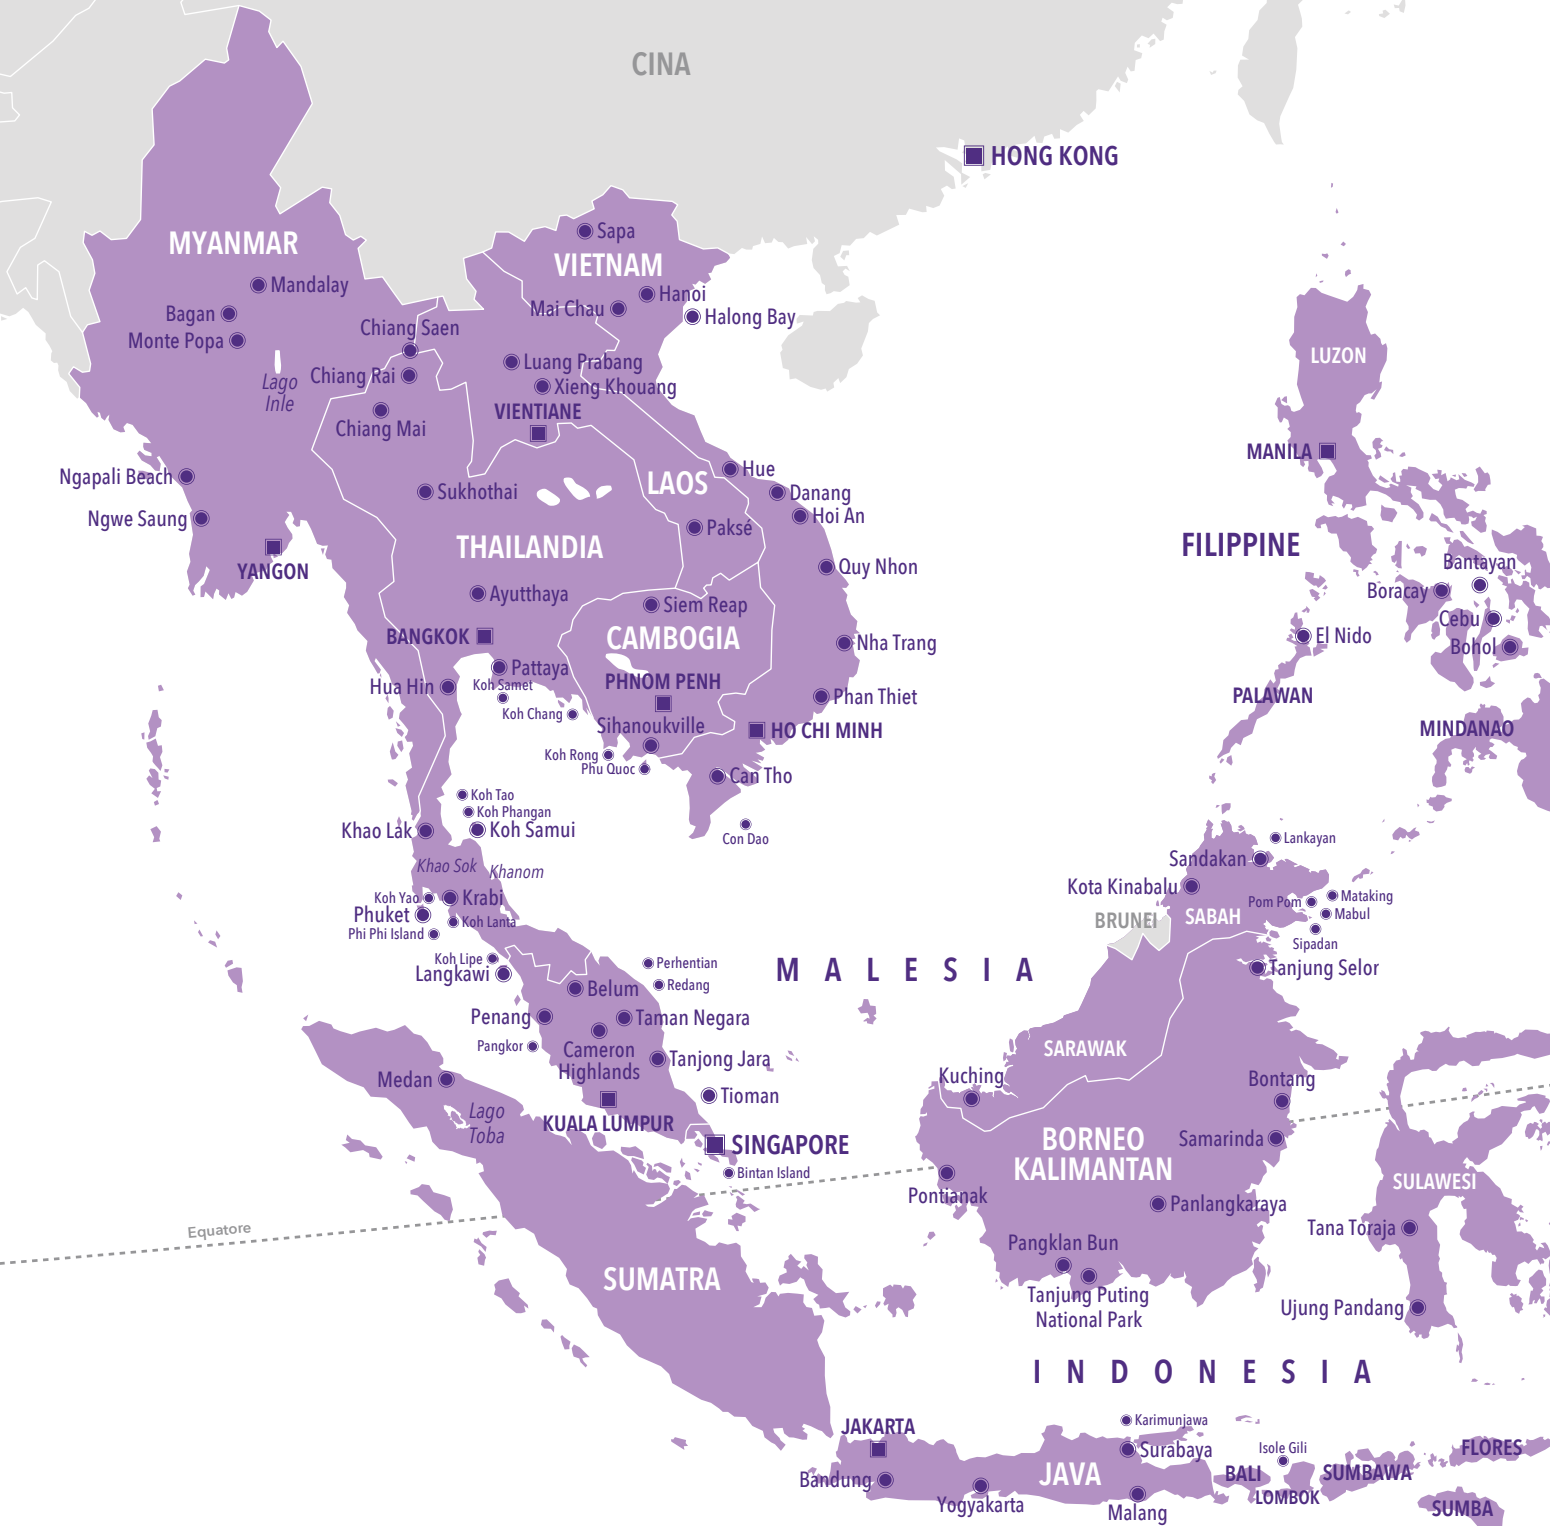 CINA
HONG KONG
Sapa
MYANMAR
VIETNAM
Mandalay
Hanoi
Bagan
Mai Chau
Halong Bay
Chiang Saen
Monte Popa
LUZON
Luang Prabang
Chiang Rai
Lago
Inle
Xieng Khouang
VIENTIANE
Chiang Mai
MANILA
Hue
Ngapali Beach
LAOS
Sukhothai
Danang
Ngwe Saung
Hoi An
Paksé
THAILANDIA
FILIPPINE
YANGON
Quy Nhon
Bantayan
Ayutthaya
Boracay
Siem Reap
Cebu
BANGKOK
CAMBOGIA
El Nido
Nha Trang
Bohol
Pattaya
Hua Hin
Koh Samet
PHNOM PENH
PALAWAN
Phan Thiet
Koh Chang
Sihanoukville
HO CHI MINH
MINDANAO
Koh Rong
Phu Quoc
Can Tho
Koh Tao
Koh Phangan
Khao Lak
Koh Samui
Con Dao
Lankayan
Sandakan
Khao Sok
Khanom
Kota Kinabalu
Koh Yao
Krabi
Pom Pom
Mataking
Phuket
Koh Lanta
BRUNEI
SABAH
Mabul
Phi Phi Island
Sipadan
Koh Lipe
Perhentian
MALESIA
Langkawi
Tanjung Selor
Belum
Redang
Penang
Taman Negara
Pangkor
Cameron
Highlands
Tanjong Jara
SARAWAK
Medan
Kuching
Bontang
Tioman
Lago
Toba
KUALA LUMPUR
SINGAPORE
BORNEO
KALIMANTAN
Samarinda
Bintan Island
SULAWESI
Pontianak
Panlangkaraya
Equatore
Tana Toraja
Pangklan Bun
SUMATRA
Tanjung Puting
National Park
Ujung Pandang
INDONESIA
Karimunjawa
JAKARTA
Surabaya
Isole Gili
FLORES
Bandung
JAVA
BALI
SUMBAWA
LOMBOK
Yogyakarta
Malang
SUMBA